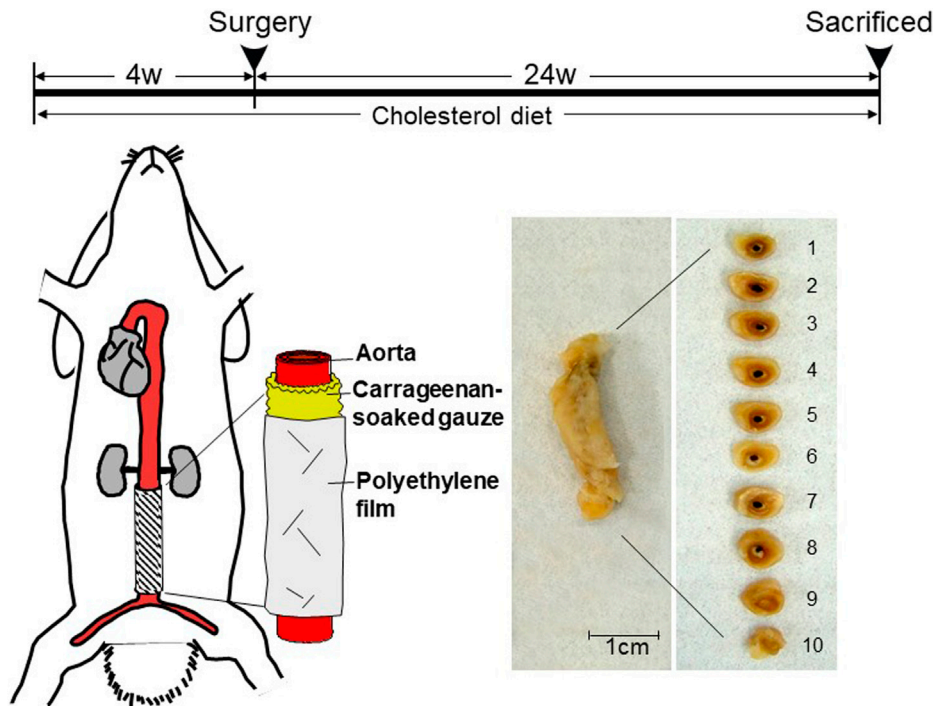 Surgery
Sacrificed
4w
24w
Cholesterol diet
Aorta
Carrageenan-
soaked gauze
Polyethylene
film
1
2
3
4
5
6
7
8
9
10
1cm